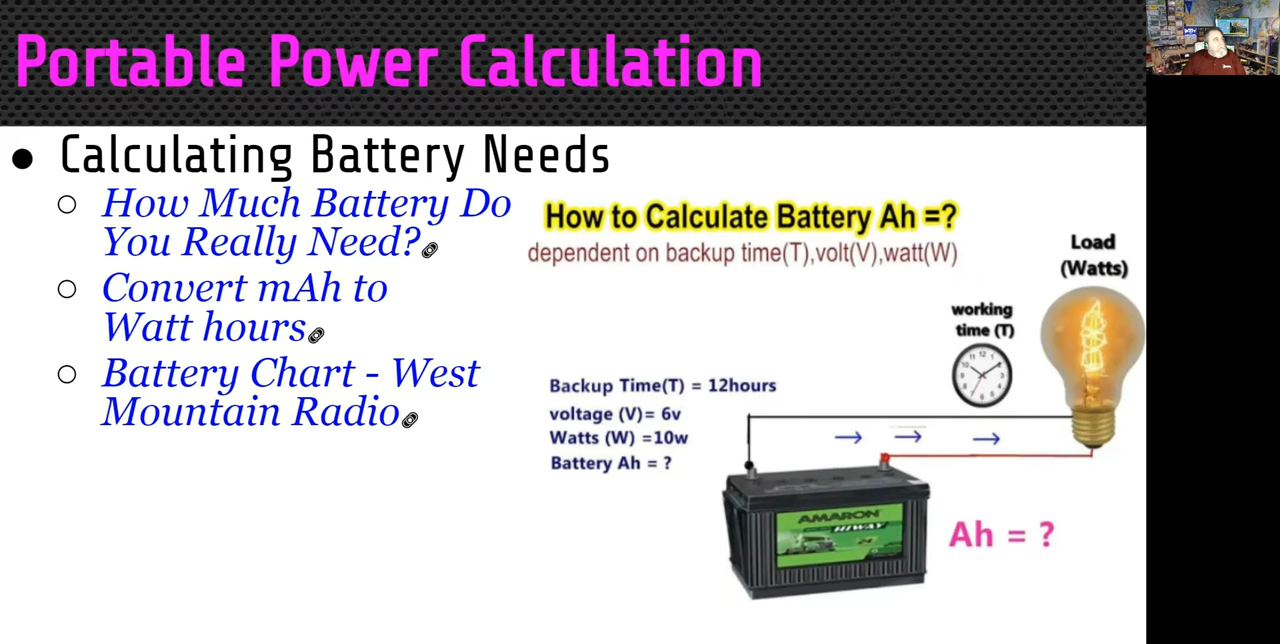 Portable Power Calculation
● Calculating Battery Needs
○ How Much Battery Do
You Really Need?
○ Convert mAh to
Watt hours
○ Battery Chart - West
Mountain Radio
How to Calculate Battery Ah =?
dependent on backup time(T),volt(V),watt(W)
Load
(Watts)
working
time (T)
Backup Time(T) = 12hours
voltage (V)= 6v
Watts (W) =10w
Battery Ah = ?
AMARON
HIWAY
Ah = ?